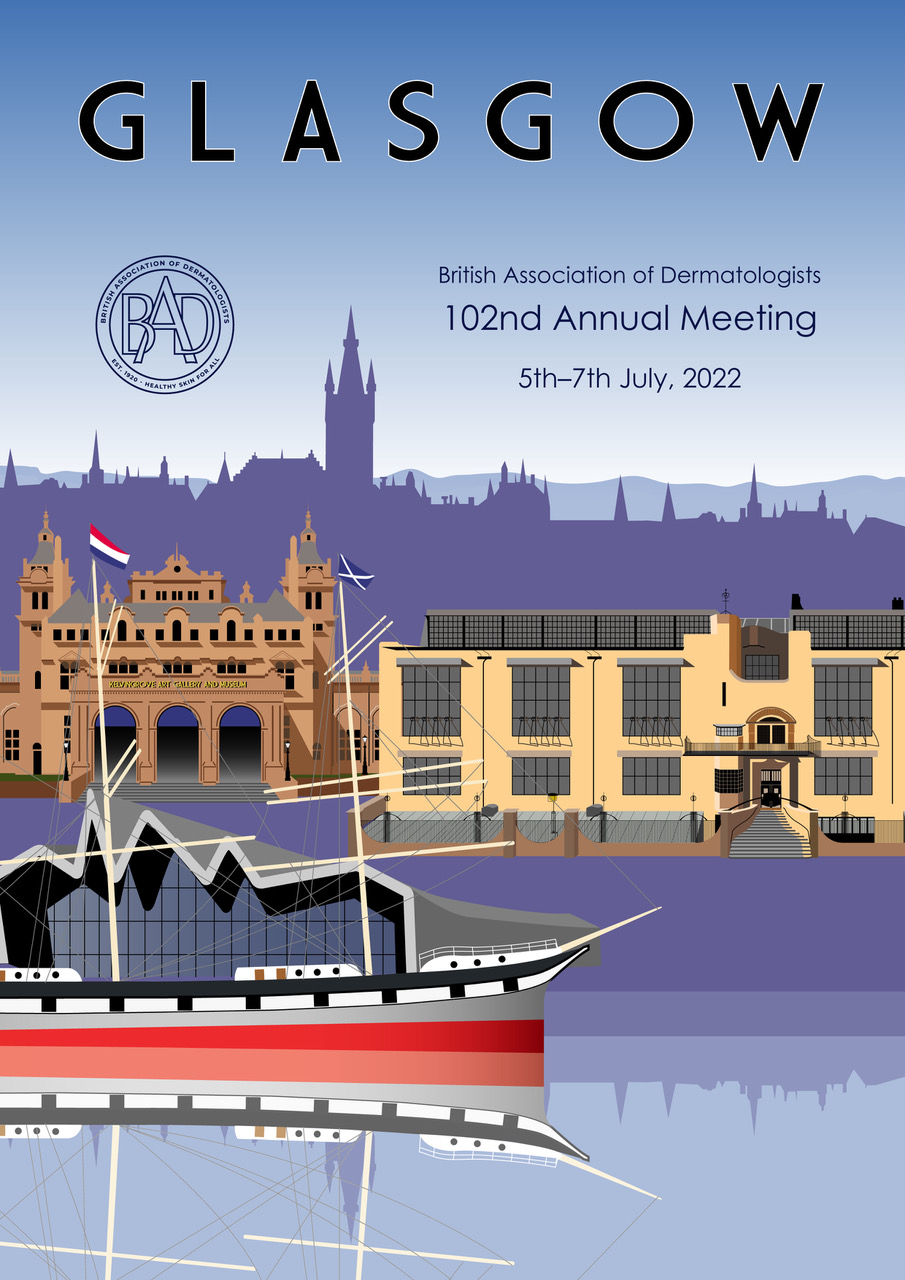 GLASGOW
BRITISH ASSOCIATION OF DERMATOLOGISTS
BAD
EST. 1920 · HEALTHY SKIN FOR ALL
British Association of Dermatologists
102nd Annual Meeting
5th–7th July, 2022
KELVINGROVE ART GALLERY AND MUSEUM